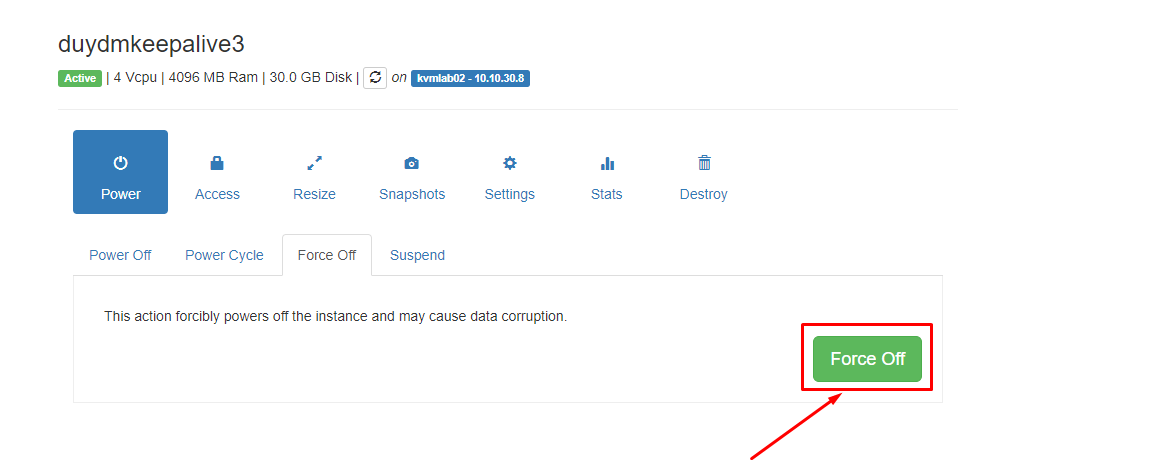 duydmkeepalive3
Active | 4 Vcpu | 4096 MB Ram | 30.0 GB Disk | on kvmlab02 - 10.10.30.8
Power Access Resize Snapshots Settings Stats Destroy
Power Off Power Cycle Force Off Suspend
This action forcibly powers off the instance and may cause data corruption.
Force Off